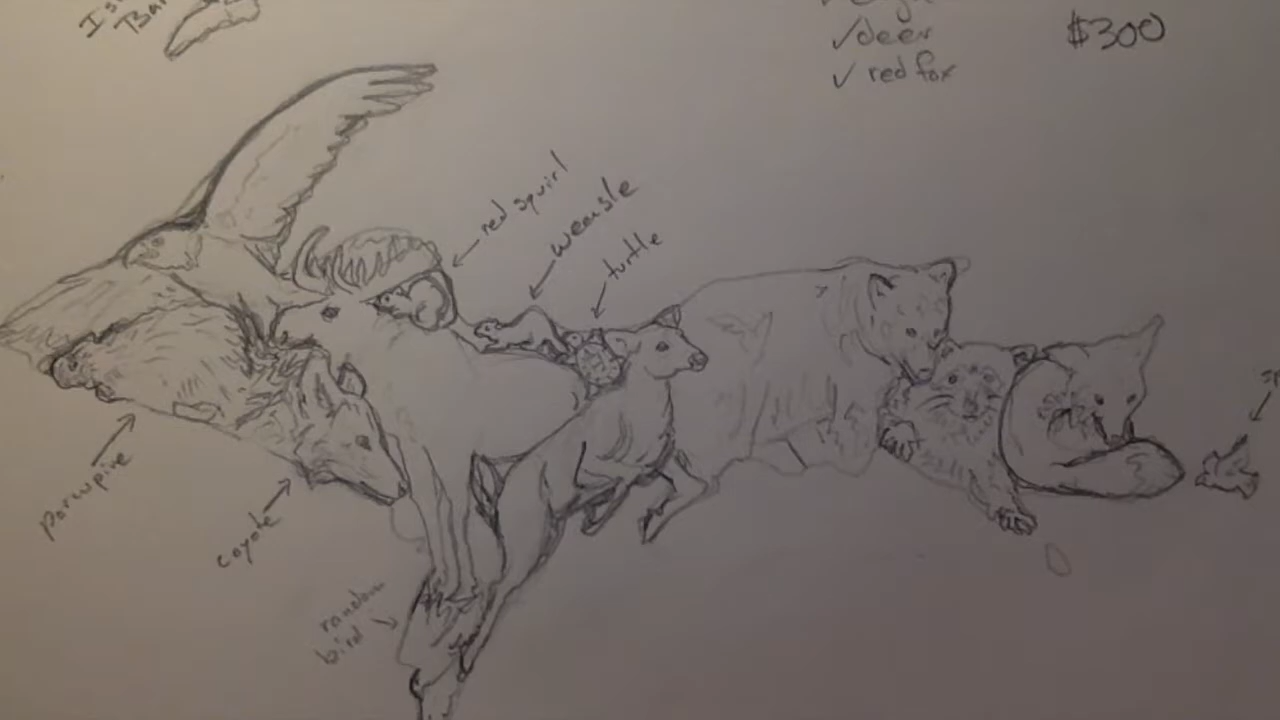 ✓deer
$300
✓ red fox
red squirl
weasle
turtle
porcupine
coyote
random
bird